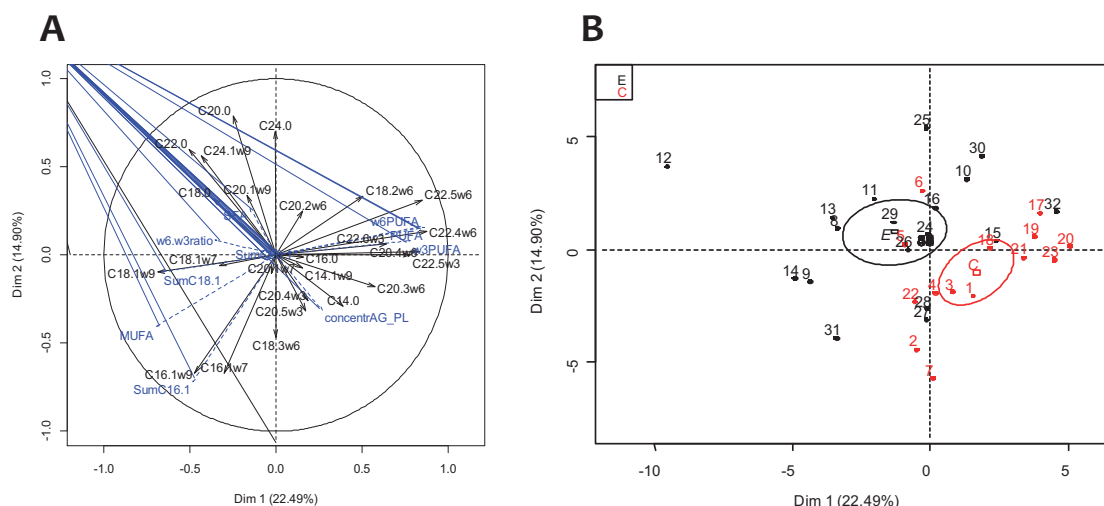 A
B
Dim 2 (14.90%)
1.0
0.5
0.0
-0.5
-1.0
C20.0
C24.0
C22.0
C24.1w9
C18.0
C20.1w9
C18.2w6
C22.5w6
C20.2w6
w6PUFA
PUFA
C22.4w6
w6.w3ratio
w3PUFA
C20.4w6
C22.5w3
C18.1w7
C16.0
C18.1w9
SumC18.1
C20.1w7
C14.1w9
C20.3w6
C20.4w3
C14.0
C20.5w3
concentrAG_PL
MUFA
C18.3w6
C16.1w9
C16.1w7
SumC16.1
-1.0 -0.5 0.0 0.5 1.0
Dim 1 (22.49%)
E
C
Dim 2 (14.90%)
5
0
-5
25
30
12
10
6
11
16
17
32
13
8
29
24
19
15
20
E
5
26
18
21
23
C
14
9
4
3
1
22
28
27
31
2
7
-10 -5 0 5
Dim 1 (22.49%)